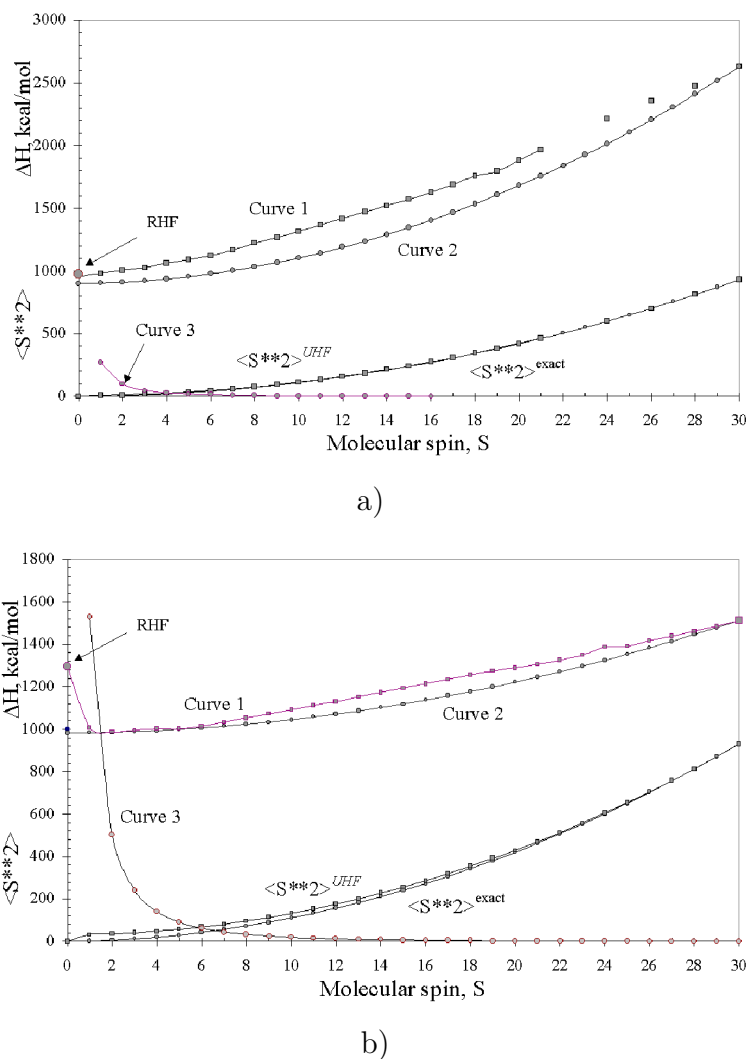 3000
2500
2000
1500
1000
500
0
ΔH, kcal/mol
<S**2>
RHF
Curve 1
Curve 2
Curve 3
<S**2>^UHF
<S**2>^exact
0 2 4 6 8 10 12 14 16 18 20 22 24 26 28 30
Molecular spin, S
a)
1800
1600
1400
1200
1000
800
600
400
200
0
ΔH, kcal/mol
<S**2>
RHF
Curve 1
Curve 2
Curve 3
<S**2>^UHF
<S**2>^exact
0 2 4 6 8 10 12 14 16 18 20 22 24 26 28 30
Molecular spin, S
b)